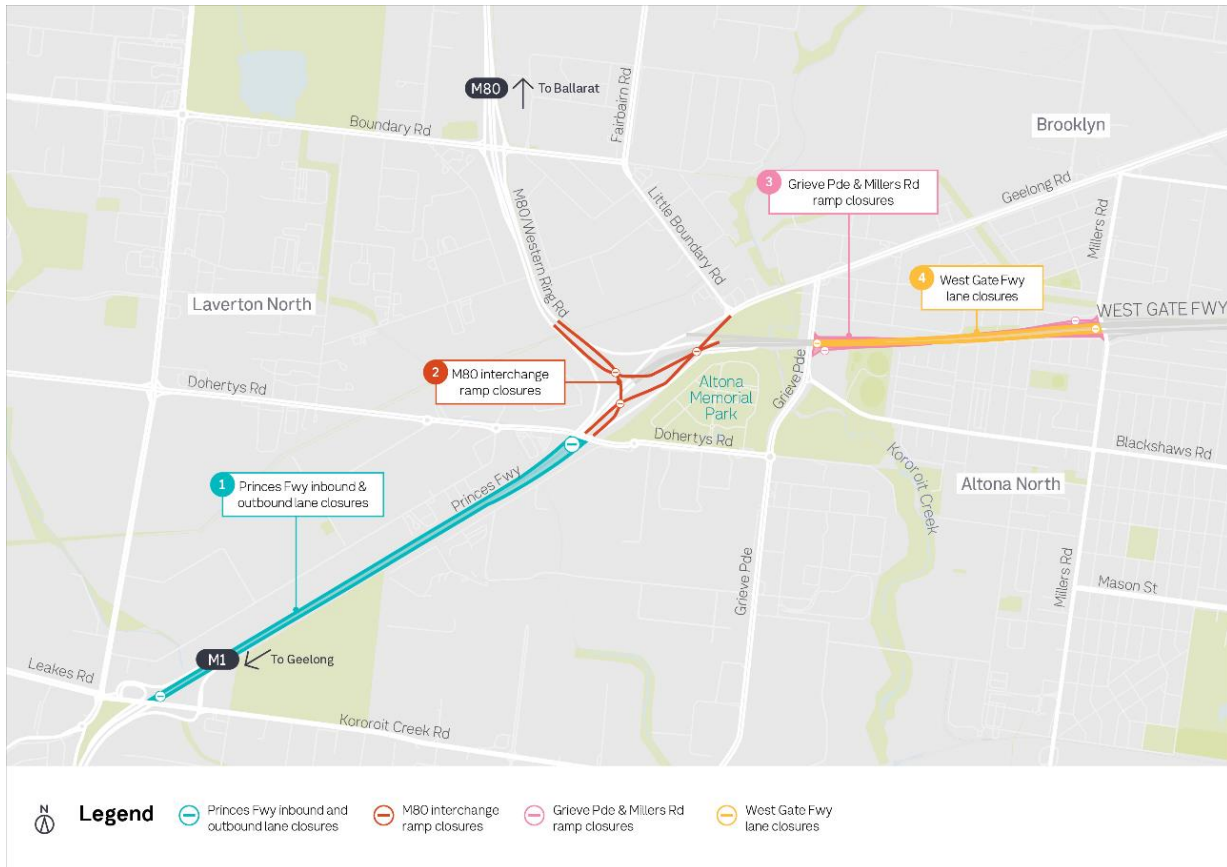 M80
To Ballarat
Fairbairn Rd
Boundary Rd
Brooklyn
3
Grieve Pde & Millers Rd
ramp closures
Geelong Rd
Little Boundary Rd
M80/Western Ring Rd
Millers Rd
4
West Gate Fwy
lane closures
Laverton North
WEST GATE FWY
2
M80 interchange
ramp closures
Grieve Pde
Dohertys Rd
Altona
Memorial
Park
Dohertys Rd
Blackshaws Rd
Kororoit Creek
Princes Fwy
1
Princes Fwy inbound &
outbound lane closures
Altona North
Grieve Pde
Millers Rd
Mason St
M1
To Geelong
Leakes Rd
Kororoit Creek Rd
N
Legend
Princes Fwy inbound and
outbound lane closures
M80 interchange
ramp closures
Grieve Pde & Millers Rd
ramp closures
West Gate Fwy
lane closures